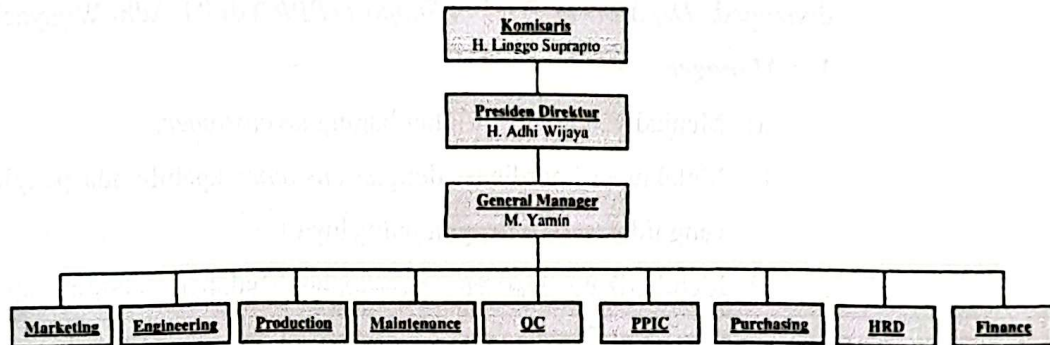 Komisaris
H. Linggo Suprapto
Presiden Direktur
H. Adhi Wijaya
General Manager
M. Yamin
Marketing
Engineering
Production
Maintenance
QC
PPIC
Purchasing
HRD
Finance